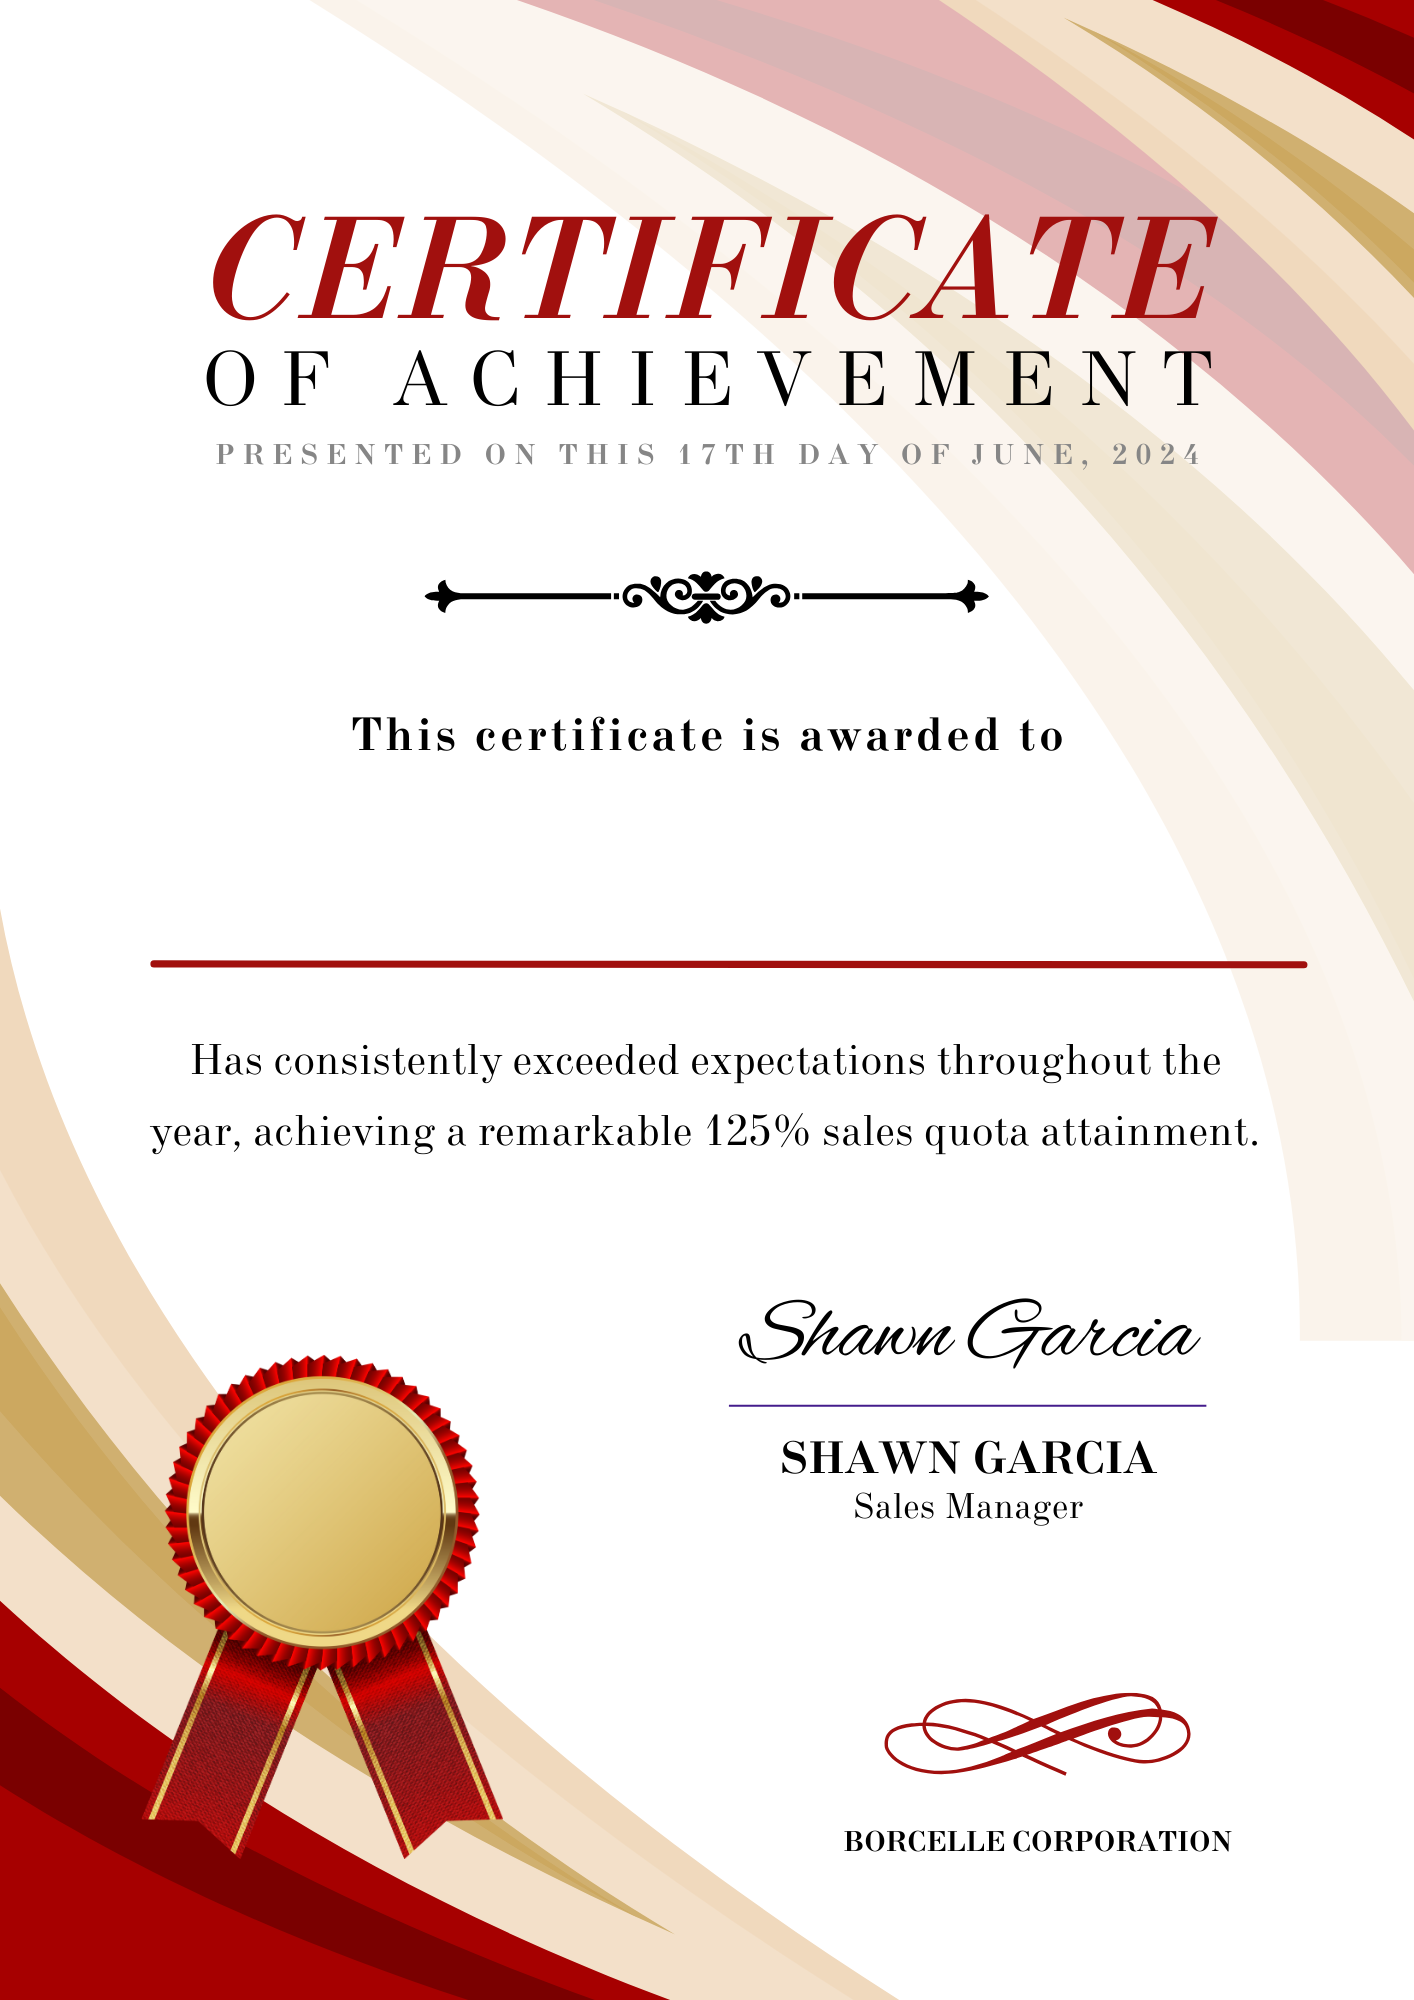 CERTIFICATE
OF ACHIEVEMENT
PRESENTED ON THIS 17TH DAY OF JUNE, 2024
This certificate is awarded to
Has consistently exceeded expectations throughout the
year, achieving a remarkable 125% sales quota attainment.
Shawn Garcia
SHAWN GARCIA
Sales Manager
BORCELLE CORPORATION